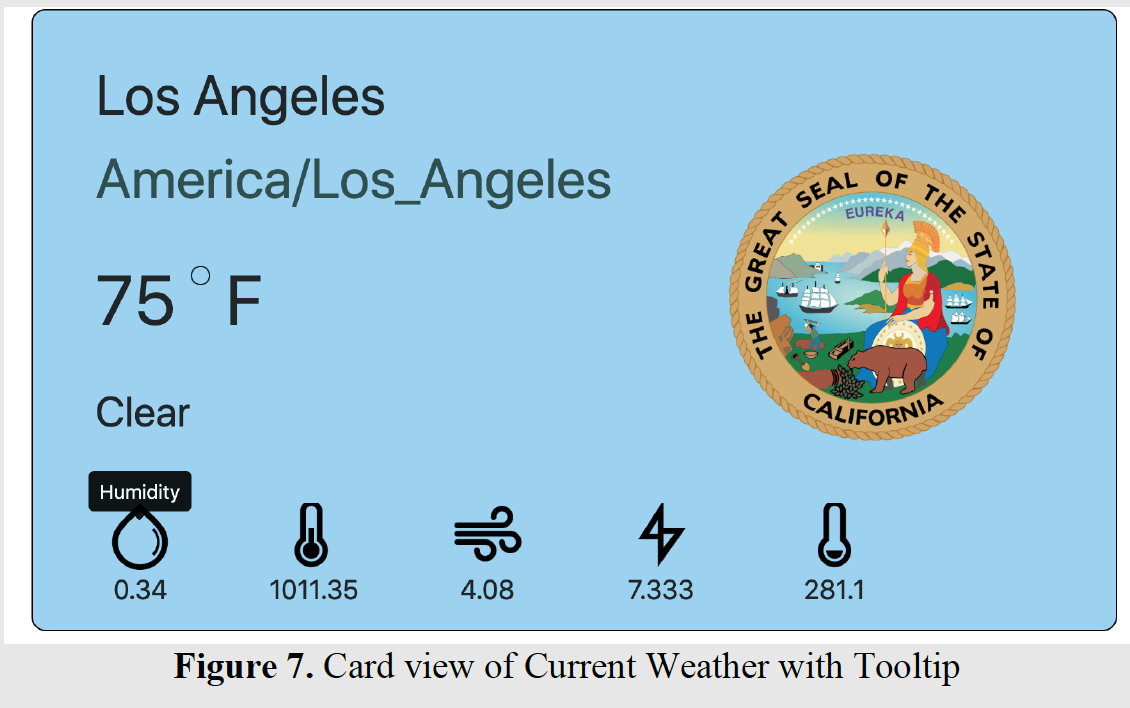 Los Angeles
America/Los_Angeles
75 ° F
Clear
THE GREAT SEAL OF THE STATE OF CALIFORNIA
EUREKA
Humidity
0.34 1011.35 4.08 7.333 281.1
Figure 7. Card view of Current Weather with Tooltip